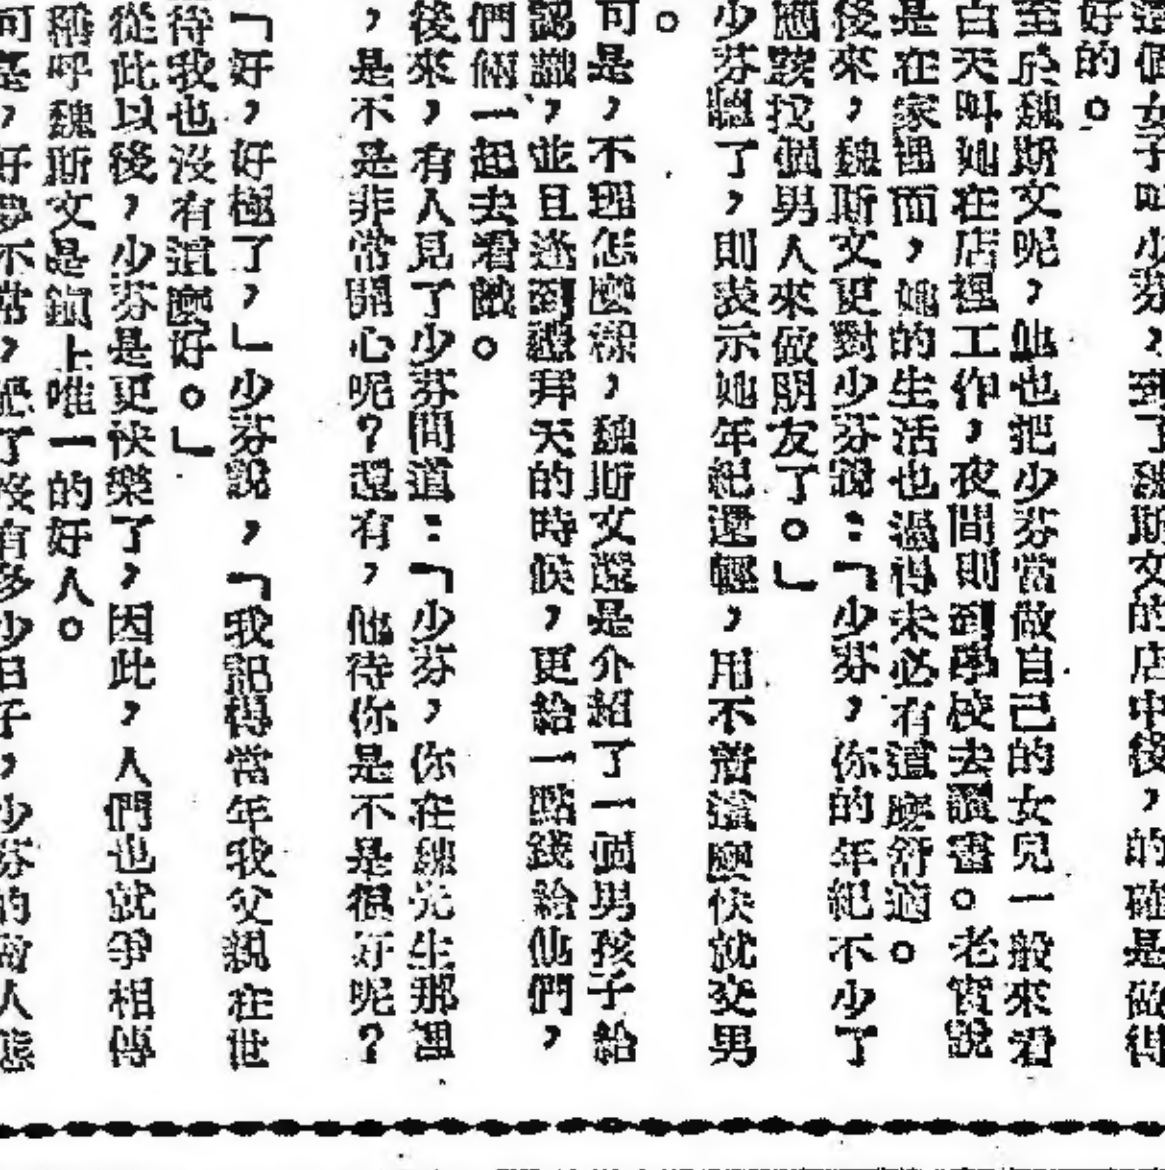 這個女子叫少芬，到了魏斯文的店中後，的確是做得
好的。
至於魏斯文呢，他也把少芬當做自己的女兒一般來看
白天叫她在店裡工作，夜間則到學校去讀書。老實說
是在家裡而，她的生活也過得未必有這麼舒適。
後來，魏斯文更對少芬說：「少芬，你的年紀不少了
應該找個男人來做朋友了。」
少芬聽了，則表示她年紀還輕，用不着這麼快就交男
。
可是，不理怎麼樣，魏斯文還是介紹了一個男孩子給
認識，並且逢到禮拜天的時候，更給一點錢給他們，
們倆一起去看戲。
後來，有人見了少芬問道：「少芬，你在魏先生那裡
，是不是非常開心呢？還有，他待你是不是很好呢？
「好，好極了，」少芬說，「我記得當年我父親在世
待我也沒有這麼好。」
從此以後，少芬是更快樂了，因此，人們也就爭相傳
稱呼魏斯文是鎮上唯一的好人。
可是，好夢不常，過了沒有多少日子，少芬的做人態